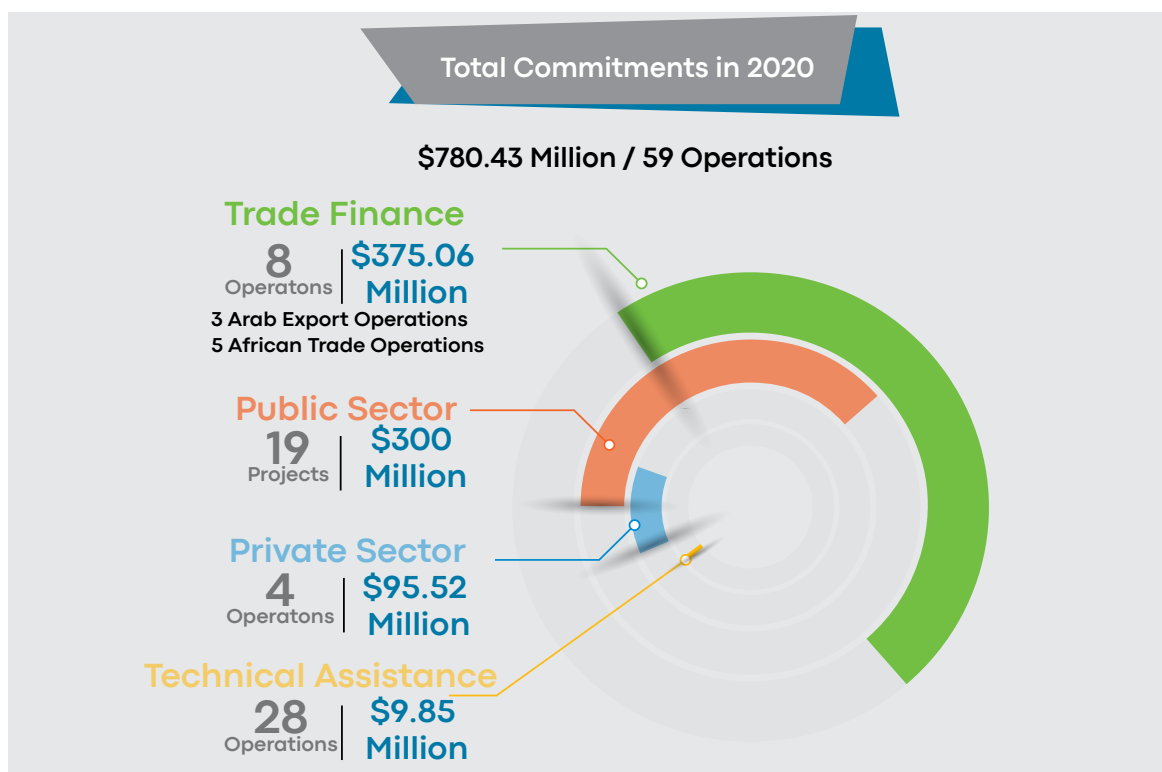 Total Commitments in 2020
$780.43 Million / 59 Operations
Trade Finance
8
Operatons
$375.06
Million
3 Arab Export Operations
5 African Trade Operations
Public Sector
19
Projects
$300
Million
Private Sector
4
Operatons
$95.52
Million
Technical Assistance
28
Operations
$9.85
Million